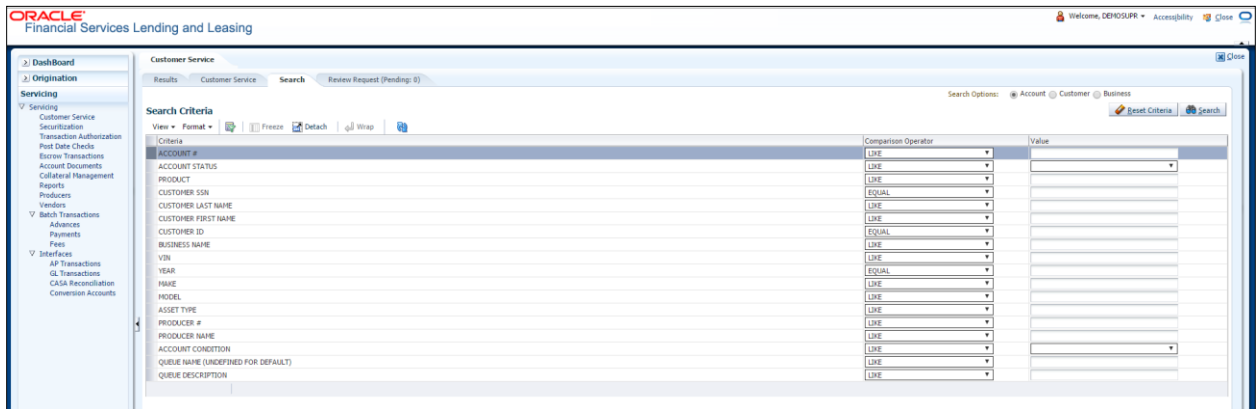 ORACLE
Financial Services Lending and Leasing
Welcome, DEMOSUPR Accessibility Close
DashBoard
Origination
Servicing
Servicing
Customer Service
Securitization
Transaction Authorization
Post Date Checks
Escrow Transactions
Account Documents
Collateral Management
Reports
Producers
Vendors
Batch Transactions
Advances
Payments
Fees
Interfaces
AP Transactions
GL Transactions
CASA Reconciliation
Conversion Accounts
Customer Service
Close
Results Customer Service Search Review Request (Pending: 0)
Search Options: Account Customer Business
Search Criteria
Reset Criteria Search
View Format Freeze Detach Wrap
Criteria Comparison Operator Value
ACCOUNT # LIKE
ACCOUNT STATUS LIKE
PRODUCT LIKE
CUSTOMER SSN EQUAL
CUSTOMER LAST NAME LIKE
CUSTOMER FIRST NAME LIKE
CUSTOMER ID EQUAL
BUSINESS NAME LIKE
VIN LIKE
YEAR EQUAL
MAKE LIKE
MODEL LIKE
ASSET TYPE LIKE
PRODUCER # LIKE
PRODUCER NAME LIKE
ACCOUNT CONDITION LIKE
QUEUE NAME (UNDEFINED FOR DEFAULT) LIKE
QUEUE DESCRIPTION LIKE